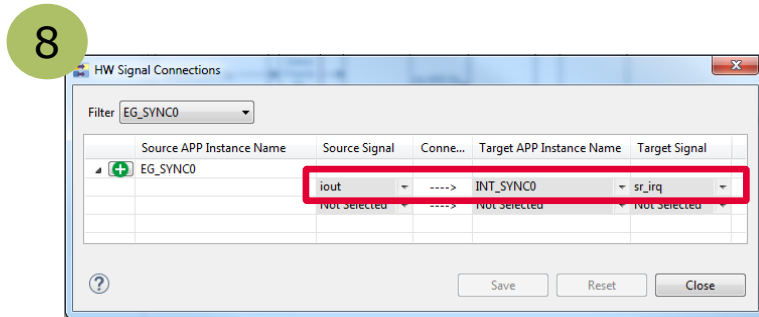 8
HW Signal Connections
x
Filter EG_SYNC0
Source APP Instance Name Source Signal Conne... Target APP Instance Name Target Signal
EG_SYNC0
iout ----> INT_SYNC0 sr_irq
Not Selected ----> Not Selected Not Selected
? Save Reset Close